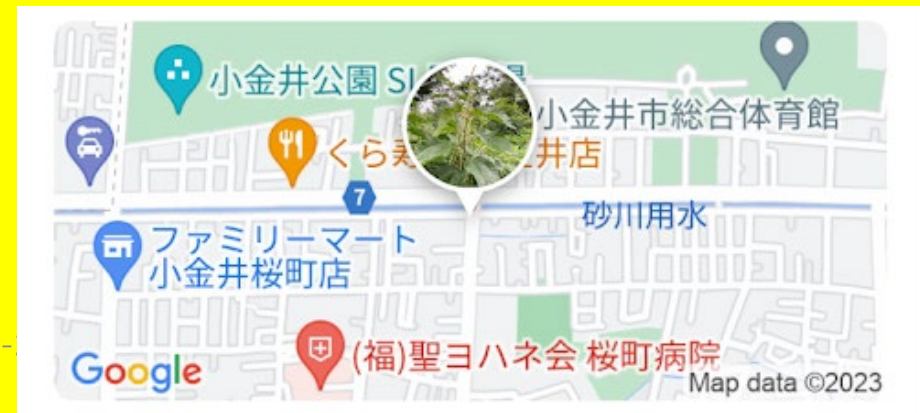 小金井公園 SL
小金井市総合体育館
くら寿 井店
7
砂川用水
ファミリーマート
小金井桜町店
(福)聖ヨハネ会 桜町病院
Google
Map data ©2023